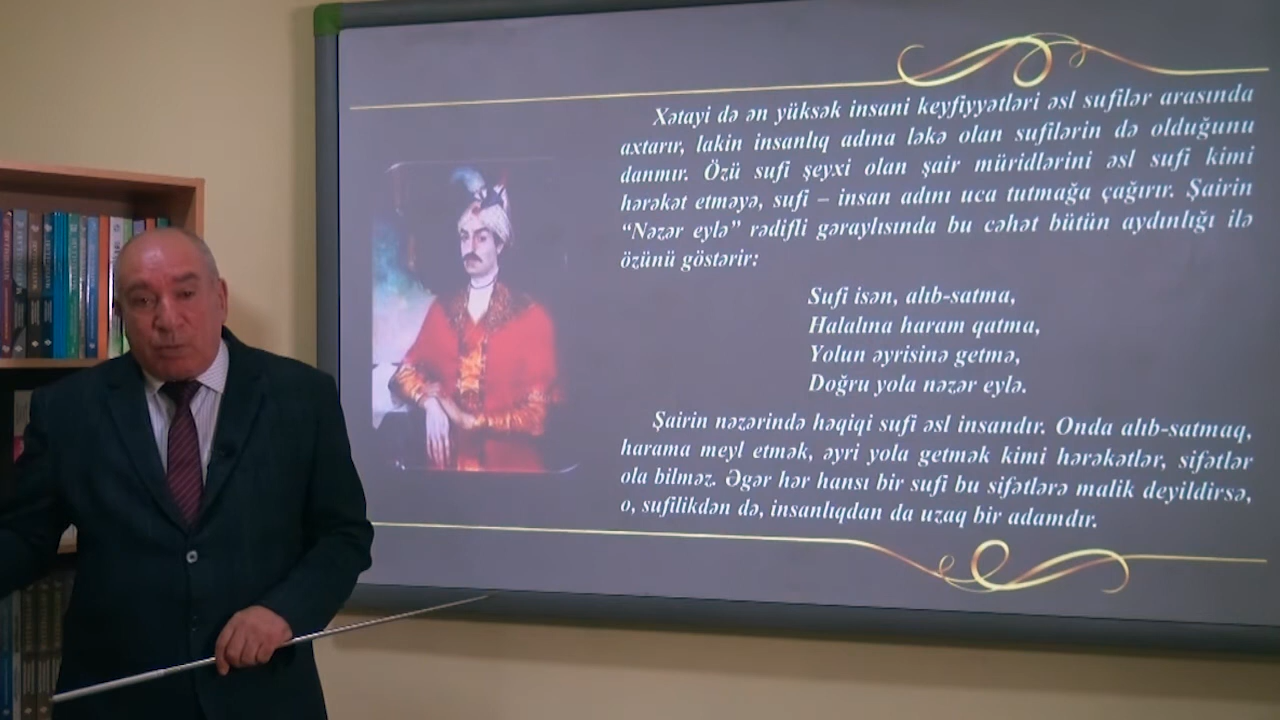 Xətayi də ən yüksək insani keyfiyyətləri əsl sufilər arasında
axtarır, lakin insanlıq adına ləkə olan sufilərin də olduğunu
danmır. Özü sufi şeyxi olan şair müridlərini əsl sufi kimi
hərəkət etməyə, sufi – insan adını uca tutmağa çağırır. Şairin
“Nəzər eylə” rədifli gəraylısında bu cəhət bütün aydınlığı ilə
özünü göstərir:
Sufi isən, alıb-satma,
Halalına haram qatma,
Yolun əyrisinə getmə,
Doğru yola nəzər eylə.
Şairin nəzərində həqiqi sufi əsl insandır. Onda alıb-satmaq,
harama meyl etmək, əyri yola getmək kimi hərəkətlər, sifətlər
ola bilməz. Əgər hər hansı bir sufi bu sifətlərə malik deyildirsə,
o, sufilikdən də, insanlıqdan da uzaq bir adamdır.